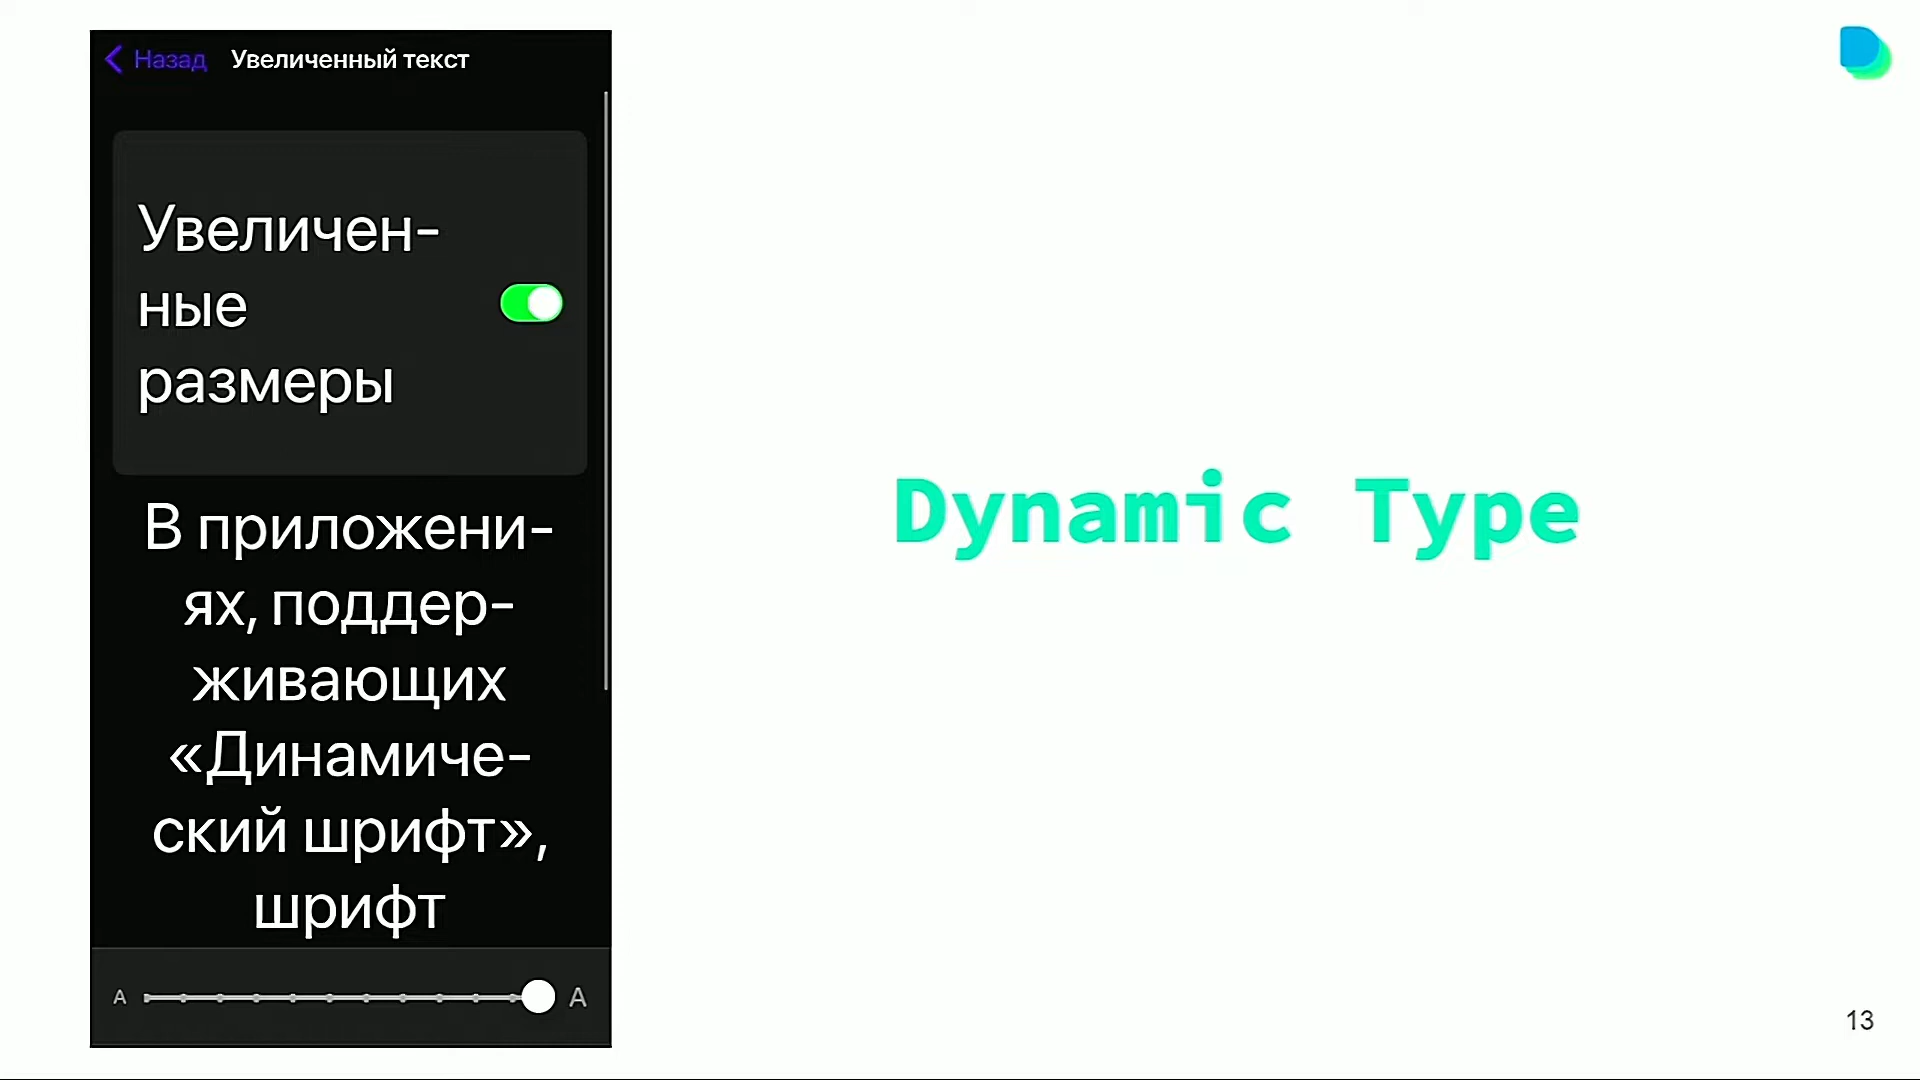 Назад Увеличенный текст
Увеличен-
ные
размеры
В приложени-
ях, поддер-
живающих
«Динамиче-
ский шрифт»,
шрифт
A A
Dynamic Type
13